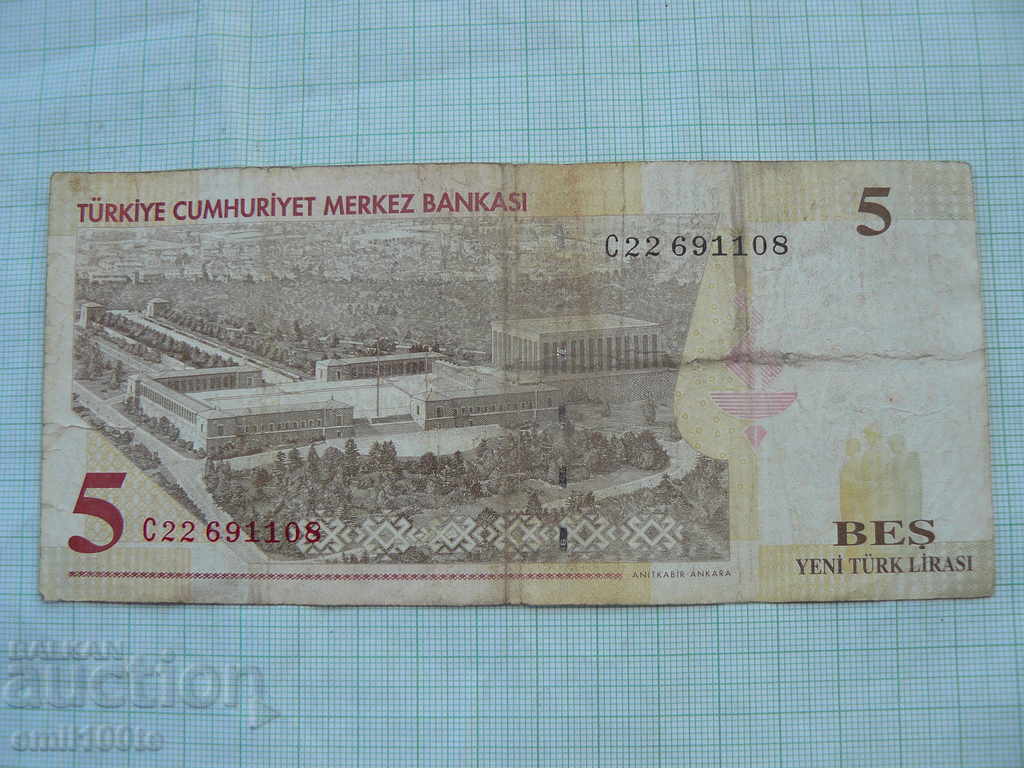 TÜRKİYE CUMHURİYET MERKEZ BANKASI
5
C22 691108
5
C22 691108
BEŞ
YENİ TÜRK LİRASI
ANITKABİR-ANKARA
BALKAN
auction
emil100te